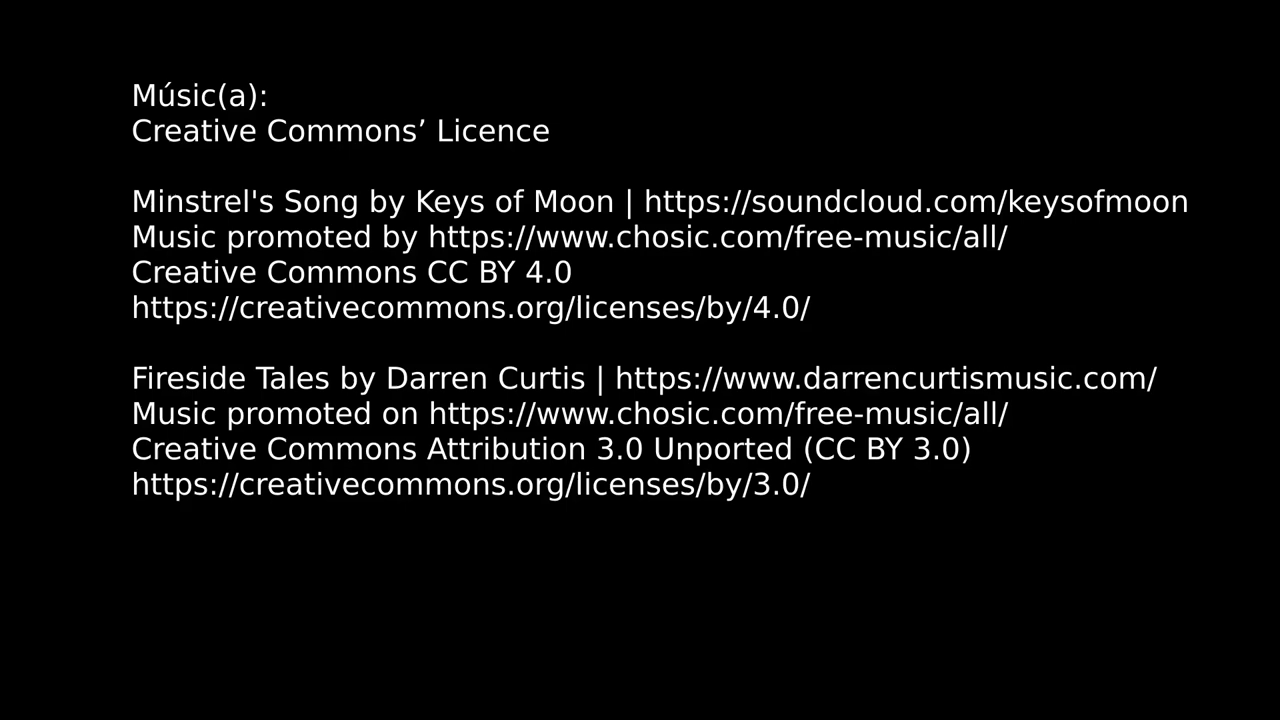 Músic(a):
Creative Commons’ Licence
Minstrel's Song by Keys of Moon | https://soundcloud.com/keysofmoon
Music promoted by https://www.chosic.com/free-music/all/
Creative Commons CC BY 4.0
https://creativecommons.org/licenses/by/4.0/
Fireside Tales by Darren Curtis | https://www.darrencurtismusic.com/
Music promoted on https://www.chosic.com/free-music/all/
Creative Commons Attribution 3.0 Unported (CC BY 3.0)
https://creativecommons.org/licenses/by/3.0/